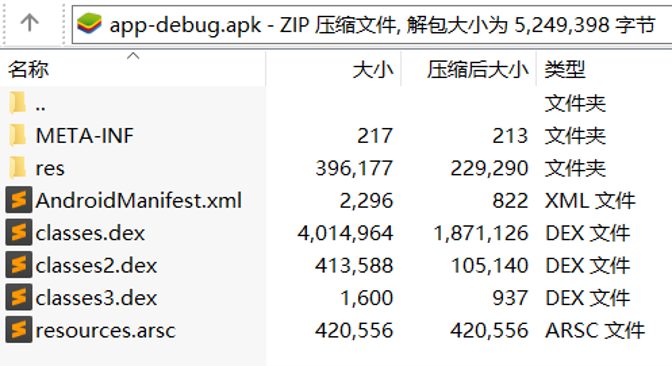 app-debug.apk - ZIP 压缩文件, 解包大小为 5,249,398 字节
名称 大小 压缩后大小 类型
.. 文件夹
META-INF 217 213 文件夹
res 396,177 229,290 文件夹
AndroidManifest.xml 2,296 822 XML 文件
classes.dex 4,014,964 1,871,126 DEX 文件
classes2.dex 413,588 105,140 DEX 文件
classes3.dex 1,600 937 DEX 文件
resources.arsc 420,556 420,556 ARSC 文件